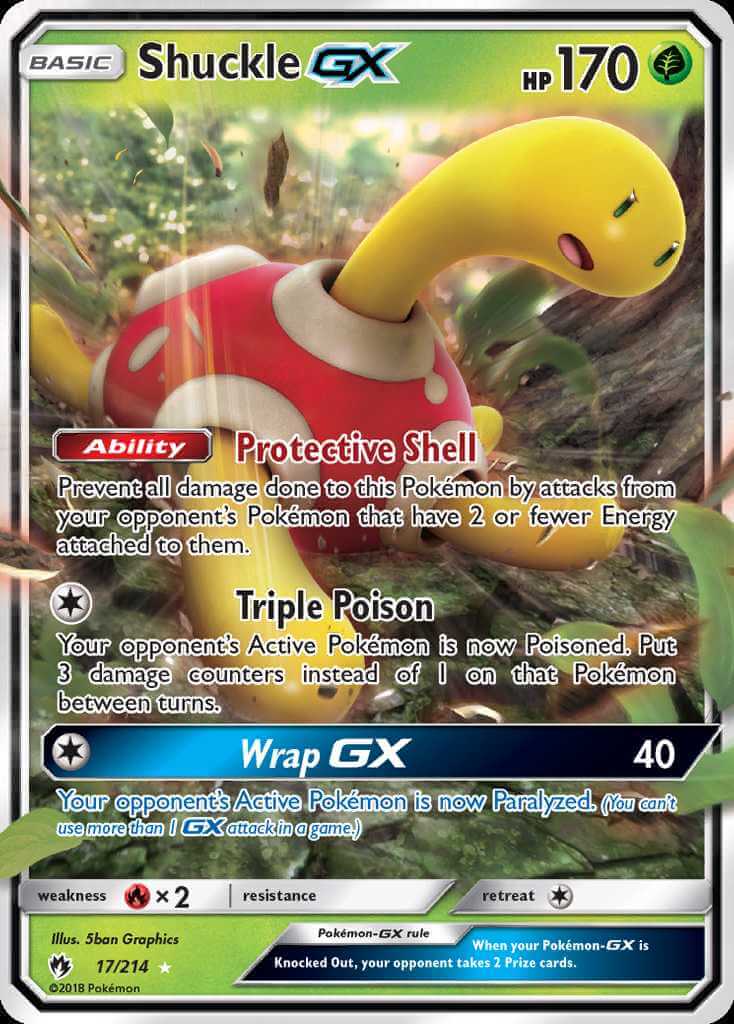 BASIC Shuckle GX HP 170
Ability Protective Shell
Prevent all damage done to this Pokémon by attacks from
your opponent's Pokémon that have 2 or fewer Energy
attached to them.
Triple Poison
Your opponent's Active Pokémon is now Poisoned. Put
3 damage counters instead of 1 on that Pokémon
between turns.
Wrap GX 40
Your opponent's Active Pokémon is now Paralyzed. (You can't
use more than 1 GX attack in a game.)
weakness ×2 resistance retreat
Illus. 5ban Graphics
17/214
©2018 Pokémon
Pokémon-GX rule
When your Pokémon-GX is
Knocked Out, your opponent takes 2 Prize cards.